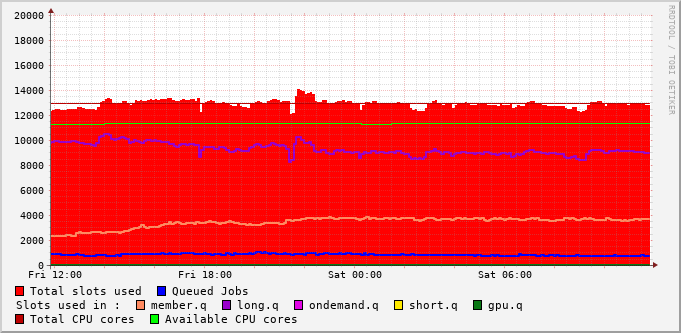 20000
18000
16000
14000
12000
10000
8000
6000
4000
2000
0
Fri 12:00 Fri 18:00 Sat 00:00 Sat 06:00
RRDTOOL / TOBI OETIKER
Total slots used Queued Jobs
Slots used in : member.q long.q ondemand.q short.q gpu.q
Total CPU cores Available CPU cores